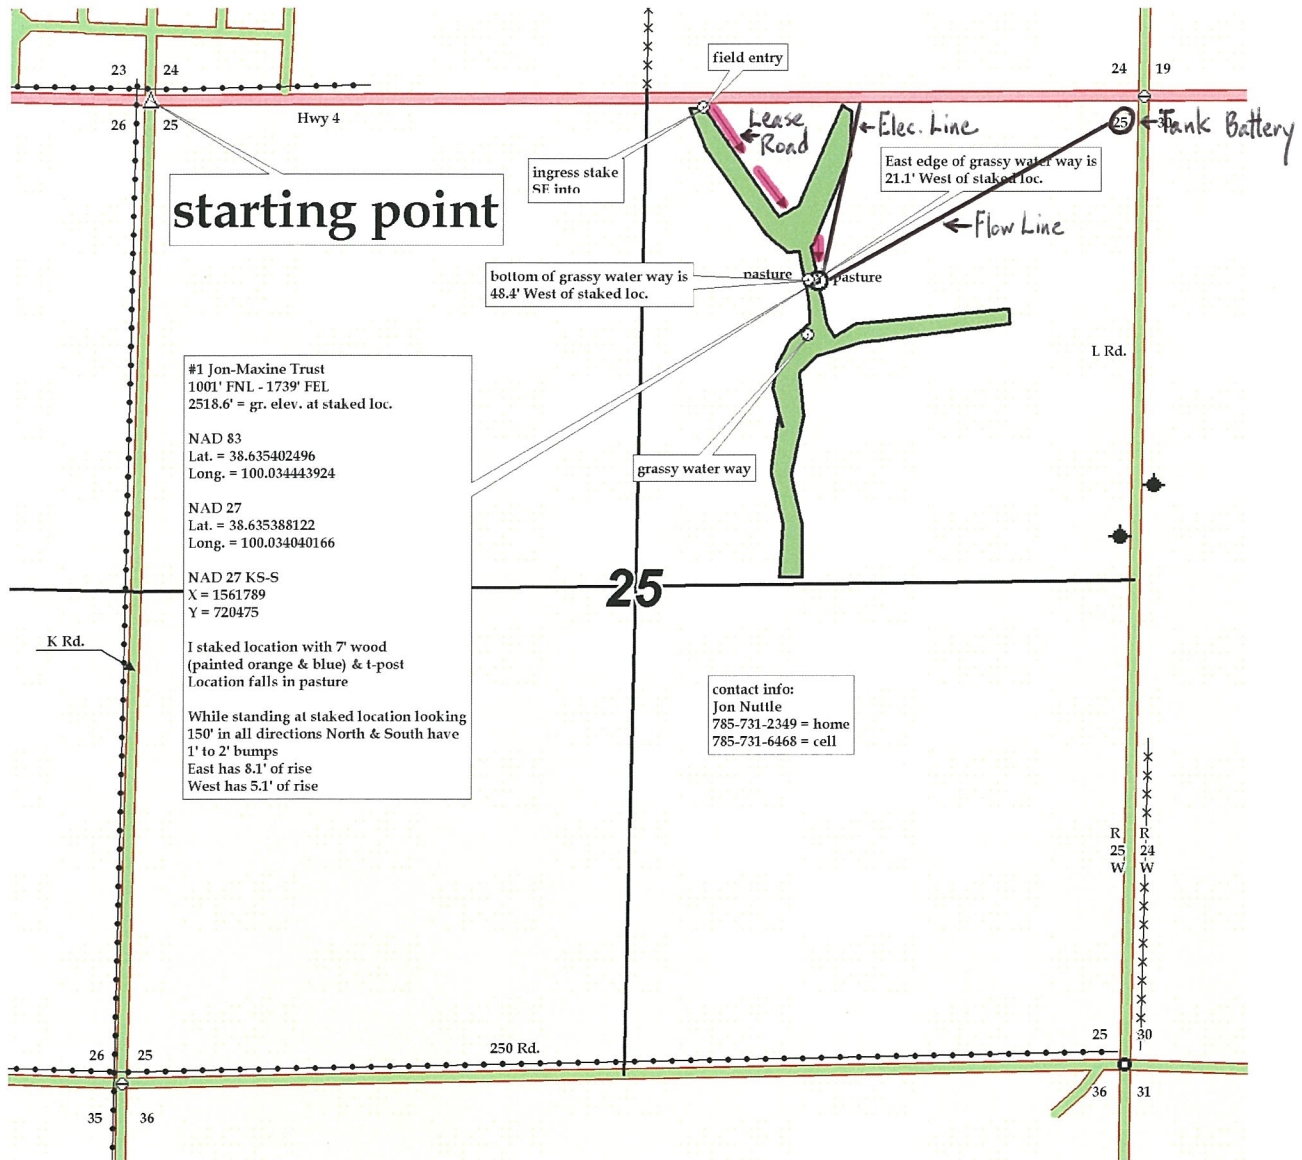 field entry
23
24
24
19
26
25
Hwy 4
Lease
Road
Elec. Line
25
30
Tank Battery
ingress stake
SE into
East edge of grassy water way is
21.1' West of staked loc.
starting point
Flow Line
bottom of grassy water way is
48.4' West of staked loc.
pasture
pasture
L Rd.
#1 Jon-Maxine Trust
1001' FNL - 1739' FEL
2518.6' = gr. elev. at staked loc.
NAD 83
Lat. = 38.635402496
Long. = 100.034443924
NAD 27
Lat. = 38.635388122
Long. = 100.034040166
NAD 27 KS-S
X = 1561789
Y = 720475
I staked location with 7' wood
(painted orange & blue) & t-post
Location falls in pasture
While standing at staked location looking
150' in all directions North & South have
1' to 2' bumps
East has 8.1' of rise
West has 5.1' of rise
grassy water way
25
K Rd.
contact info:
Jon Nuttle
785-731-2349 = home
785-731-6468 = cell
R
25
W
R
24
W
26
25
250 Rd.
25
30
35
36
36
31